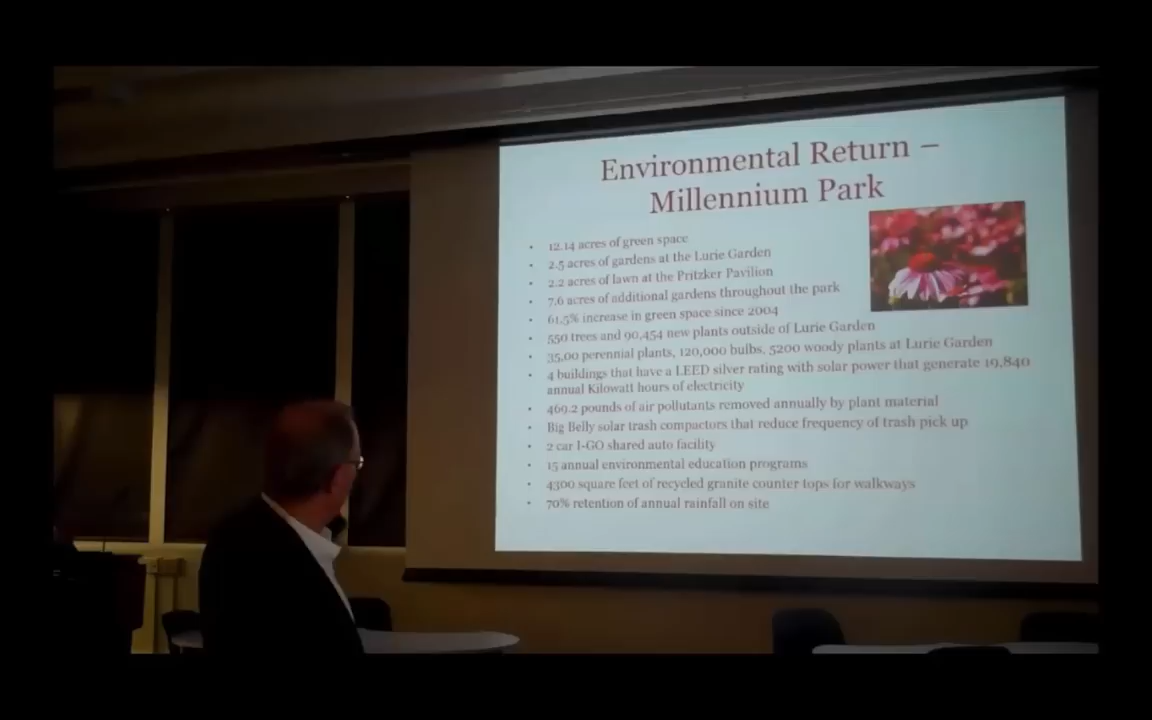 Environmental Return –
Millennium Park
• 12.14 acres of green space
• 2.5 acres of gardens at the Lurie Garden
• 2.2 acres of lawn at the Pritzker Pavilion
• 7.6 acres of additional gardens throughout the park
• 61.5% increase in green space since 2004
• 550 trees and 90,454 new plants outside of Lurie Garden
• 35,00 perennial plants, 120,000 bulbs, 5200 woody plants at Lurie Garden
• 4 buildings that have a LEED silver rating with solar power that generate 19,840
annual Kilowatt hours of electricity
• 469.2 pounds of air pollutants removed annually by plant material
• Big Belly solar trash compactors that reduce frequency of trash pick up
• 2 car I-GO shared auto facility
• 15 annual environmental education programs
• 4300 square feet of recycled granite counter tops for walkways
• 70% retention of annual rainfall on site